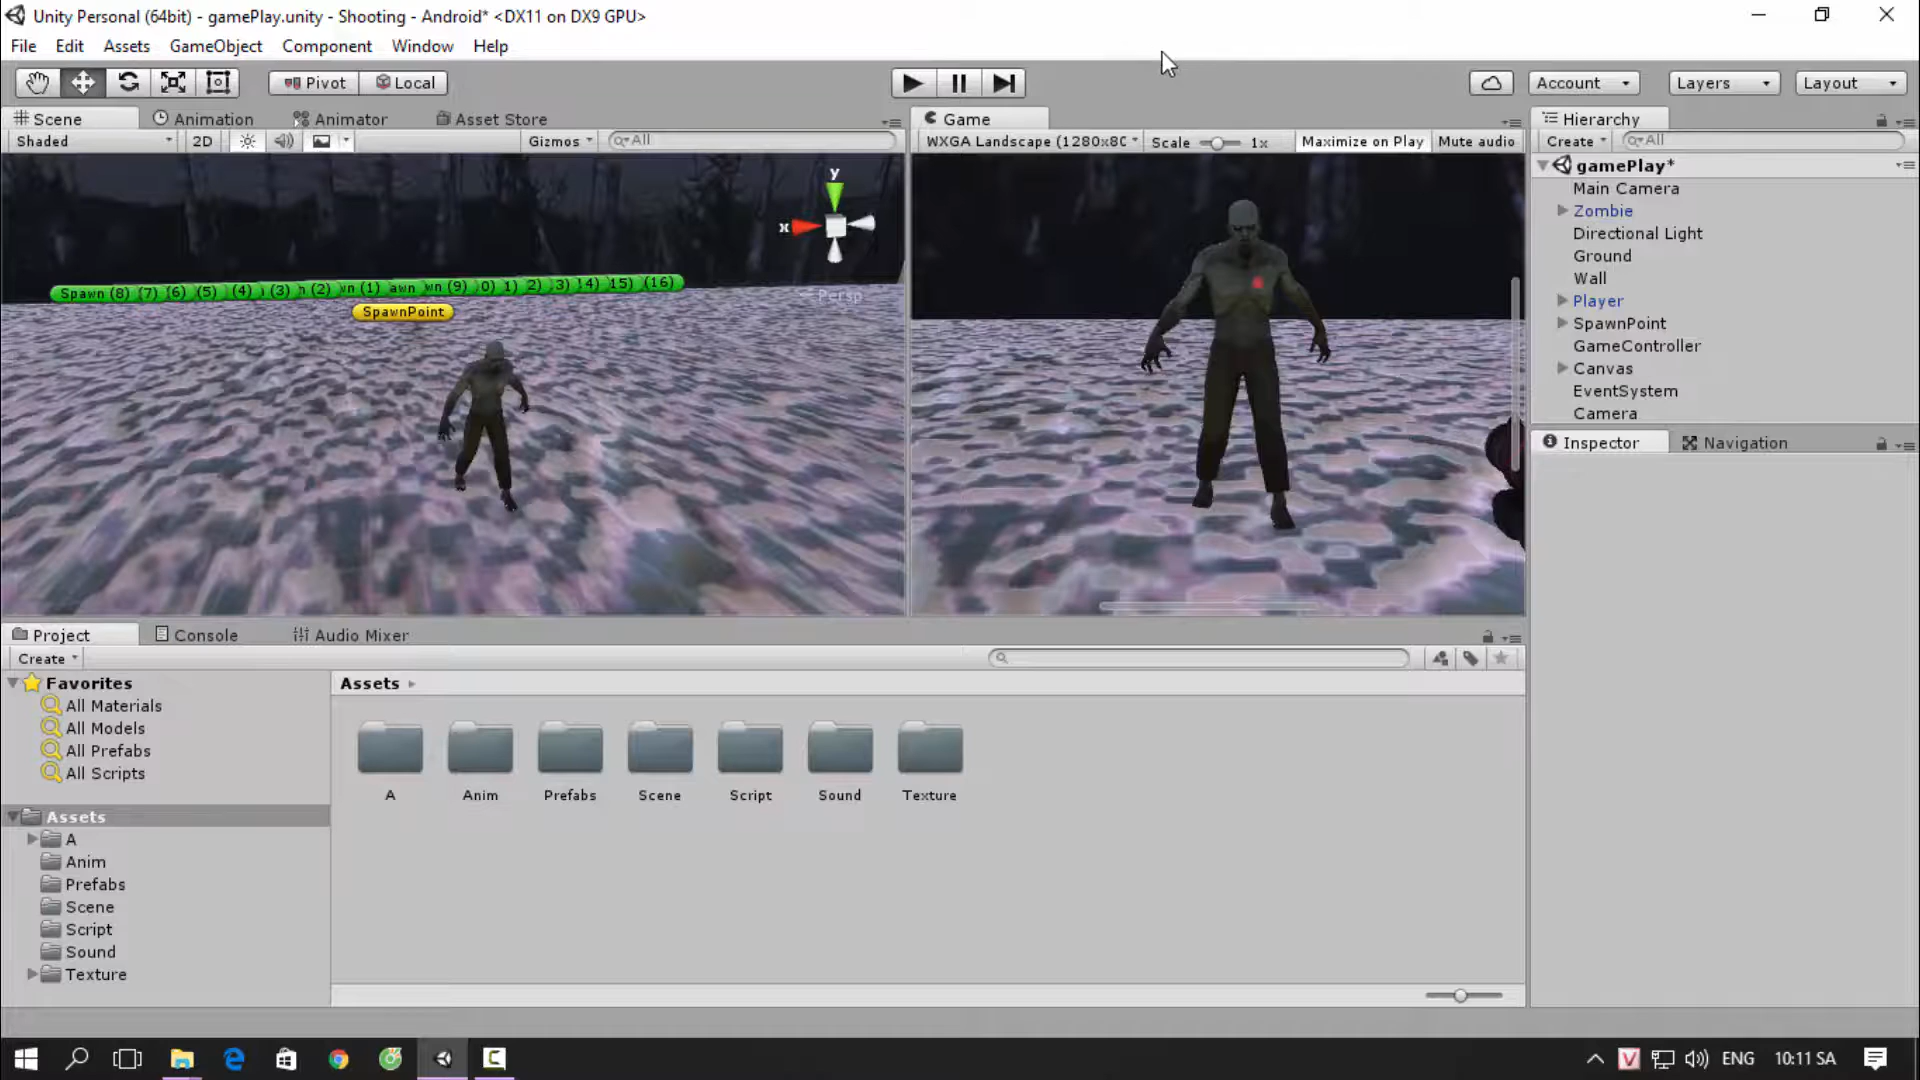 Unity Personal (64bit) - gamePlay.unity - Shooting - Android* <DX11 on DX9 GPU>
File Edit Assets GameObject Component Window Help
Pivot Local
Account Layers Layout
Scene Animator Animation Asset Store
Game
Hierarchy
Shaded 2D Gizmos All
WXGA Landscape (1280x80 Scale 1x Maximize on Play Mute audio
Create All
gamePlay*
Main Camera
Zombie
Directional Light
Ground
Wall
Player
SpawnPoint
GameController
Canvas
EventSystem
Camera
y
x
Persp
Spawn (8) (7) (6) (5) (4) (3) (2) (1) (9) (16)
SpawnPoint
Inspector Navigation
Project Console Audio Mixer
Create
Favorites
All Materials
All Models
All Prefabs
All Scripts
Assets
A
Anim
Prefabs
Scene
Script
Sound
Texture
Assets
A Anim Prefabs Scene Script Sound Texture
ENG 10:11 SA